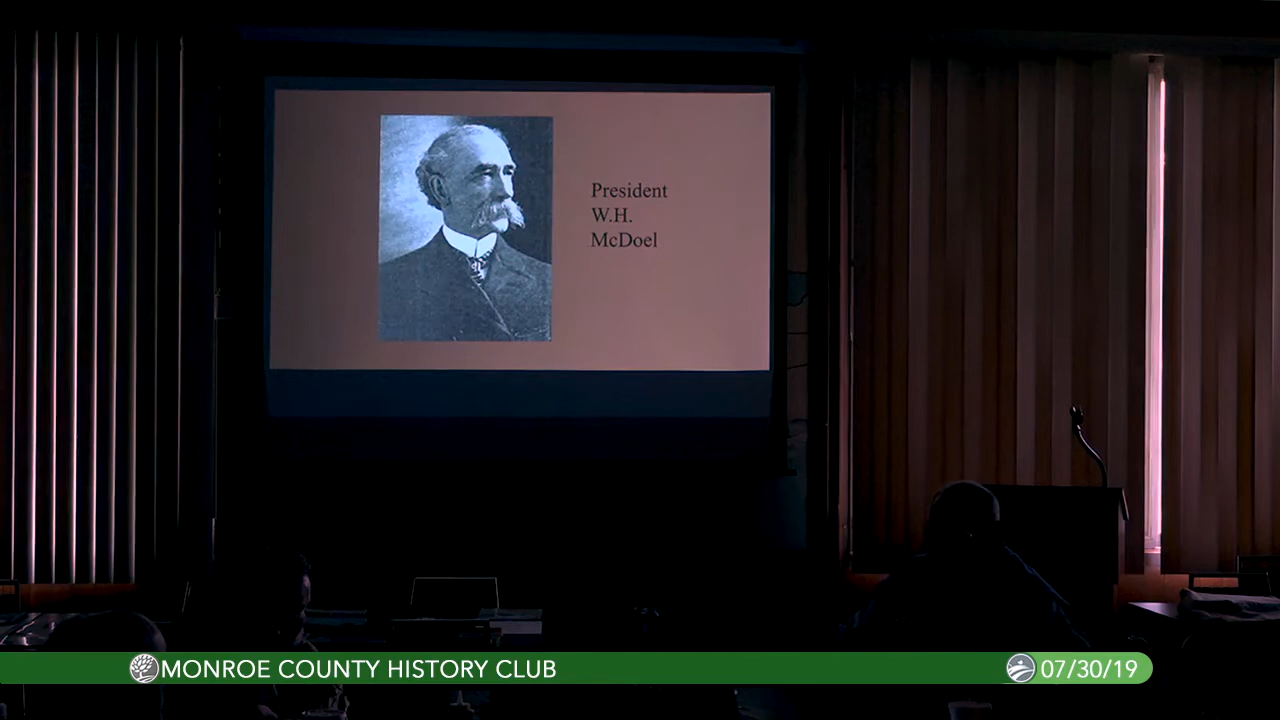 President
W.H.
McDoel
MONROE COUNTY HISTORY CLUB
07/30/19